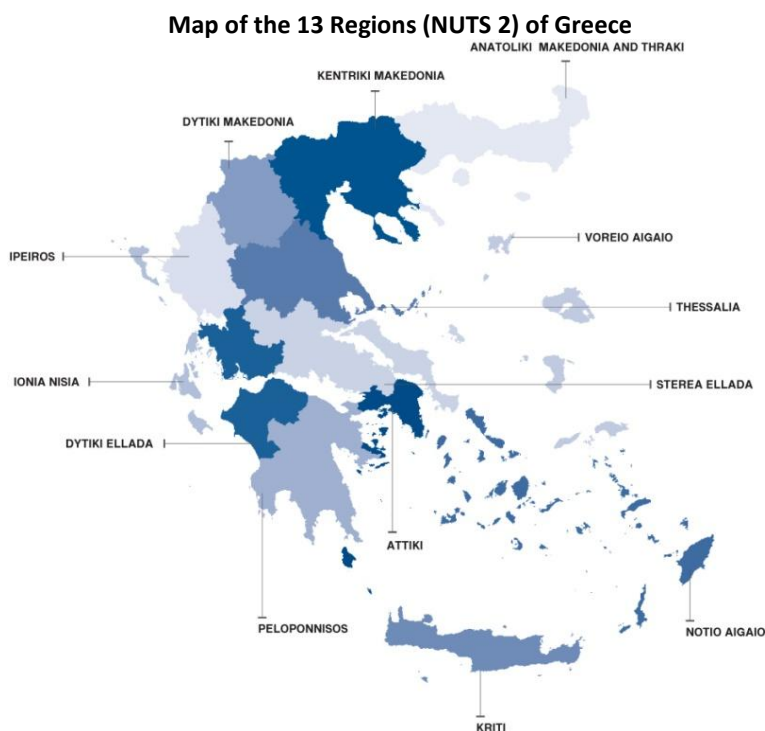 Map of the 13 Regions (NUTS 2) of Greece
ANATOLIKI MAKEDONIA AND THRAKI
KENTRIKI MAKEDONIA
DYTIKI MAKEDONIA
VOREIO AIGAIO
IPEIROS
THESSALIA
IONIA NISIA
STEREA ELLADA
DYTIKI ELLADA
ATTIKI
PELOPONNISOS
NOTIO AIGAIO
KRITI